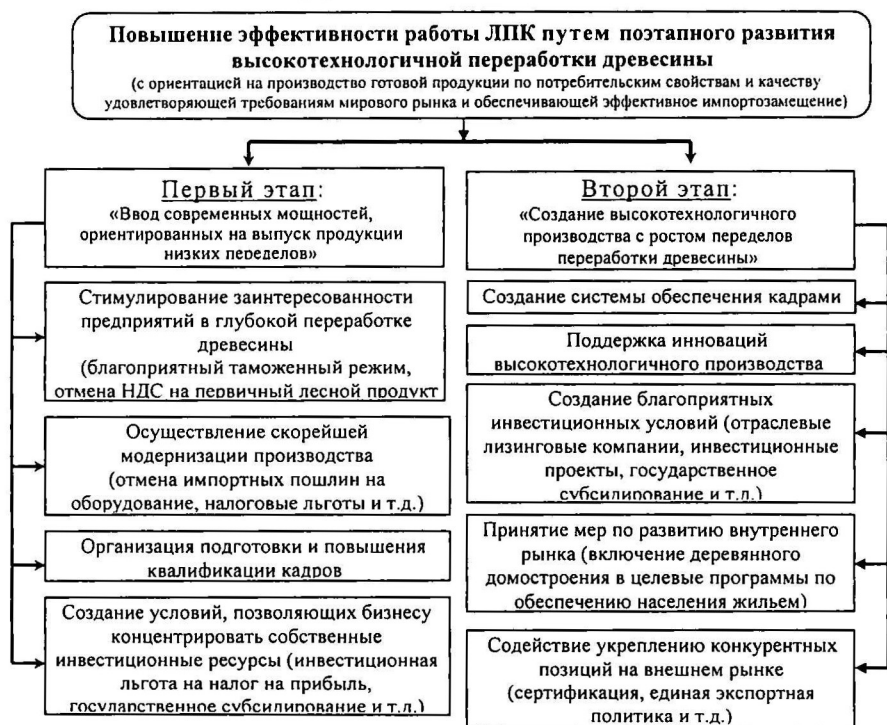 Повышение эффективности работы ЛПК путем поэтапного развития
высокотехнологичной переработки древесины
(с ориентацией на производство готовой продукции по потребительским свойствам и качеству
удовлетворяющей требованиям мирового рынка и обеспечивающей эффективное импортозамещение)
Первый этап:
«Ввод современных мощностей,
ориентированных на выпуск продукции
низких переделов»
Стимулирование заинтересованности
предприятий в глубокой переработке
древесины
(благоприятный таможенный режим,
отмена НДС на первичный лесной продукт
Осуществление скорейшей
модернизации производства
(отмена импортных пошлин на
оборудование, налоговые льготы и т.д.)
Организация подготовки и повышения
квалификации кадров
Создание условий, позволяющих бизнесу
концентрировать собственные
инвестиционные ресурсы (инвестиционная
льгота на налог на прибыль,
государственное субсидирование и т.д.)
Второй этап:
«Создание высокотехнологичного
производства с ростом переделов
переработки древесины»
Создание системы обеспечения кадрами
Поддержка инноваций
высокотехнологичного производства
Создание благоприятных
инвестиционных условий (отраслевые
лизинговые компании, инвестиционные
проекты, государственное
субсидирование и т.д.)
Принятие мер по развитию внутреннего
рынка (включение деревянного
домостроения в целевые программы по
обеспечению населения жильем)
Содействие укреплению конкурентных
позиций на внешнем рынке
(сертификация, единая экспортная
политика и т.д.)